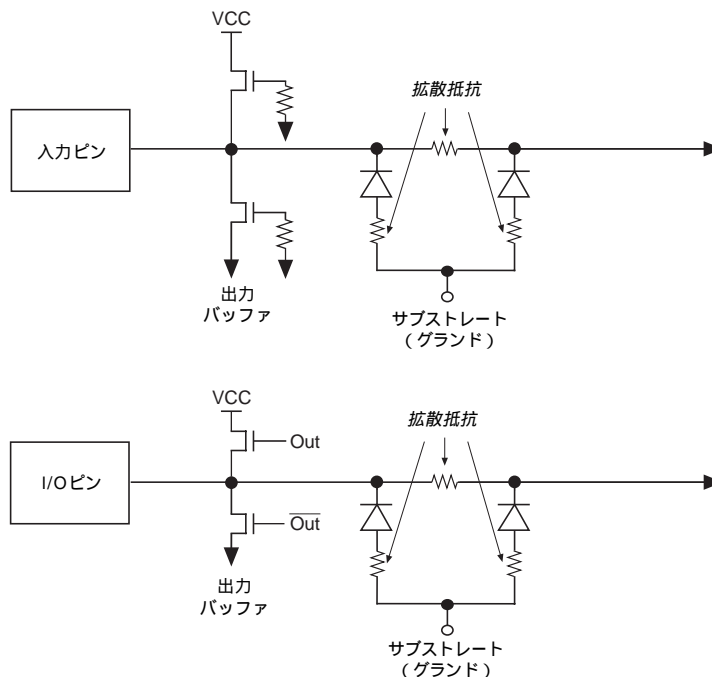 VCC
拡散抵抗
入力ピン
出力
バッファ
サブストレート
(グランド)
VCC
拡散抵抗
Out
I/Oピン
Out
出力
バッファ
サブストレート
(グランド)